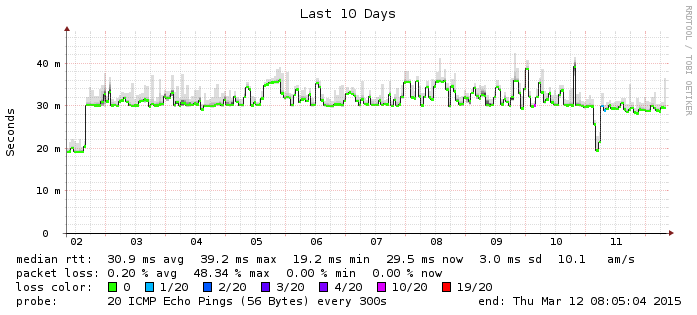 Last 10 Days
RRDTOOL / TOBI OETIKER
Seconds
40 m
30 m
20 m
10 m
0
02 03 04 05 06 07 08 09 10 11
median rtt: 30.9 ms avg 39.2 ms max 19.2 ms min 29.5 ms now 3.0 ms sd 10.1 am/s
packet loss: 0.20 % avg 48.34 % max 0.00 % min 0.00 % now
loss color: 0 1/20 2/20 3/20 4/20 10/20 19/20
probe: 20 ICMP Echo Pings (56 Bytes) every 300s end: Thu Mar 12 08:05:04 2015